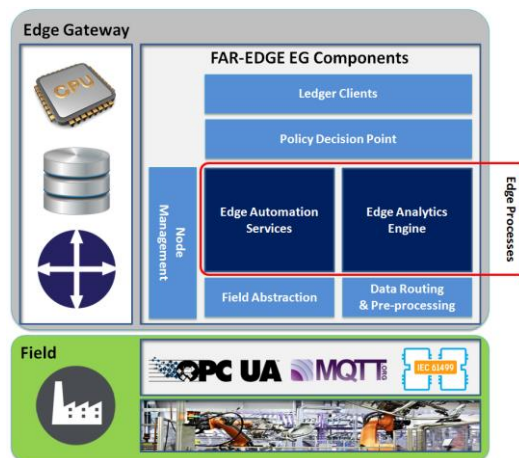 Edge Gateway
CPU
FAR-EDGE EG Components
Ledger Clients
Policy Decision Point
Node
Management
Edge Automation
Services
Edge Analytics
Engine
Edge Processes
Field Abstraction
Data Routing
& Pre-processing
Field
OPC UA
MQTT
.ORG
IEC 61499